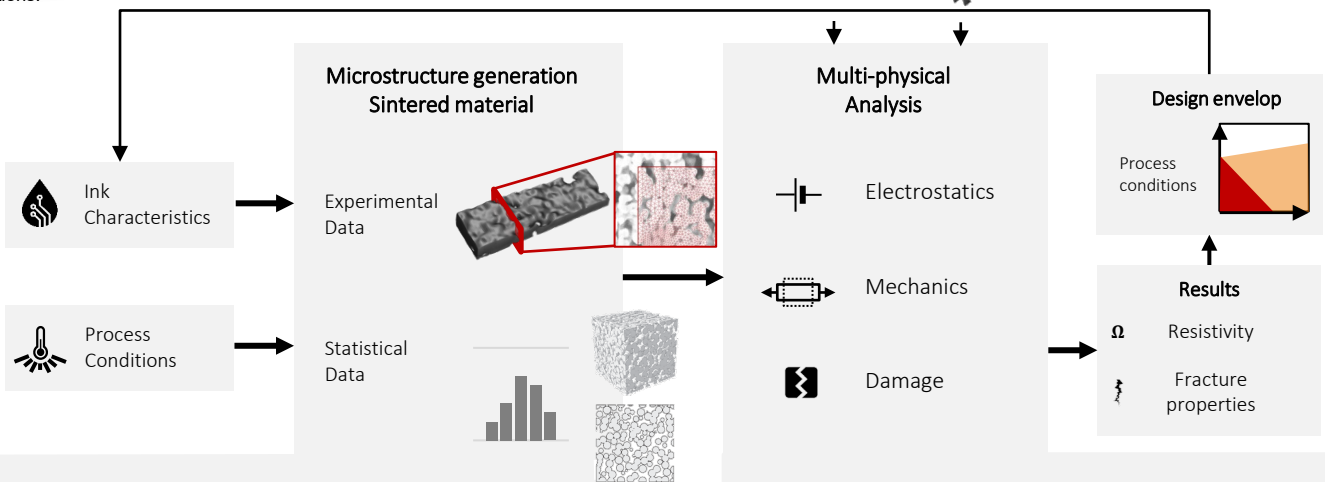 Microstructure generation
Sintered material
Multi-physical
Analysis
Design envelop
Process
conditions
Ink
Characteristics
Experimental
Data
Electrostatics
Mechanics
Results
Ω Resistivity
Fracture
properties
Process
Conditions
Statistical
Data
Damage